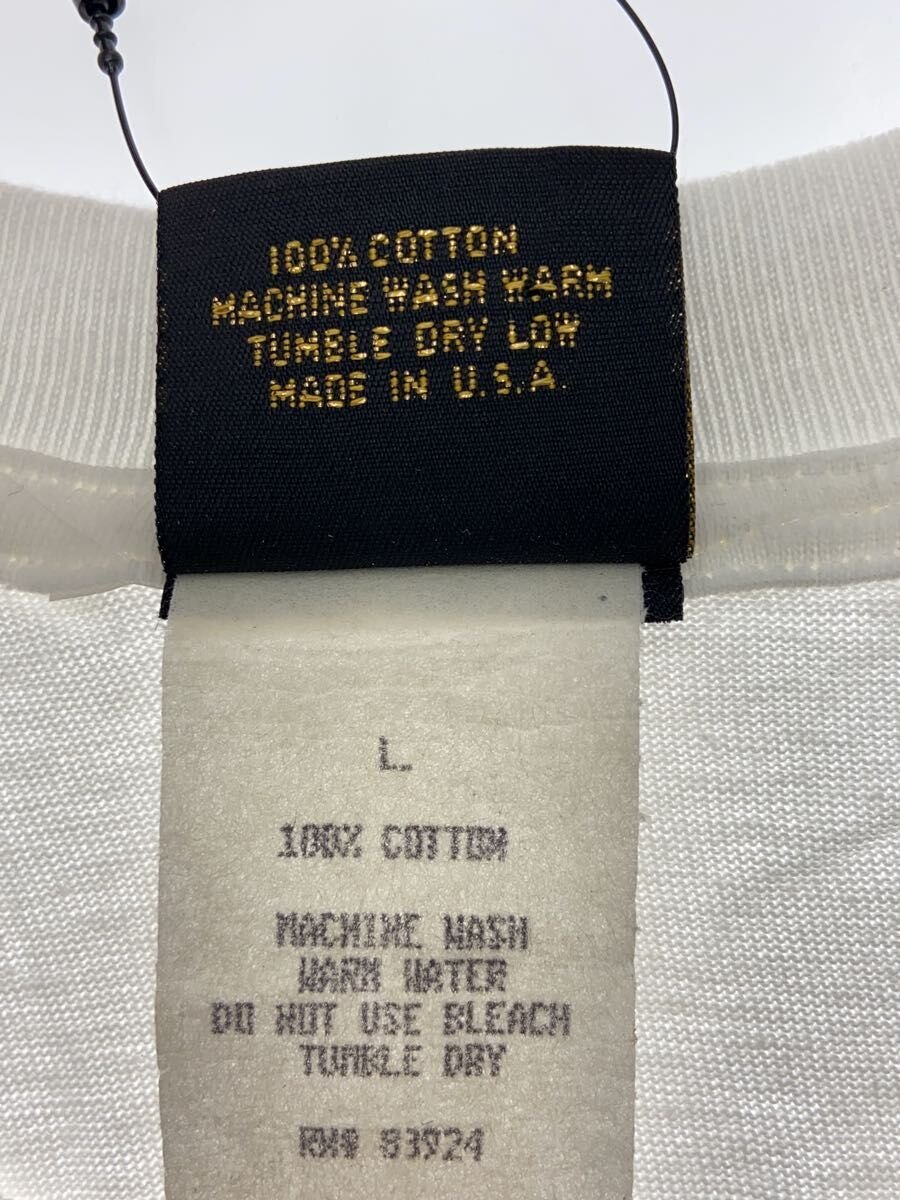 100% COTTON
MACHINE WASH WARM
TUMBLE DRY LOW
MADE IN U.S.A.
L
100% COTTON
MACHINE WASH
WARM WATER
DO NOT USE BLEACH
TUMBLE DRY
RN# 83924